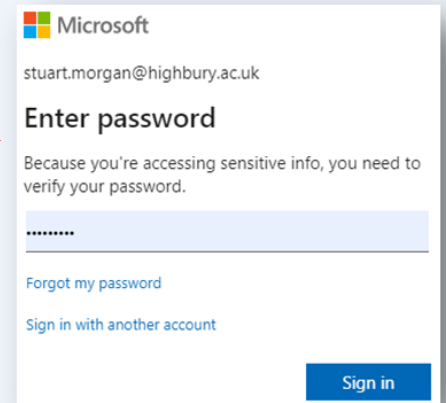 Microsoft
stuart.morgan@highbury.ac.uk
Enter password
Because you're accessing sensitive info, you need to
verify your password.
•••••••••
Forgot my password
Sign in with another account
Sign in